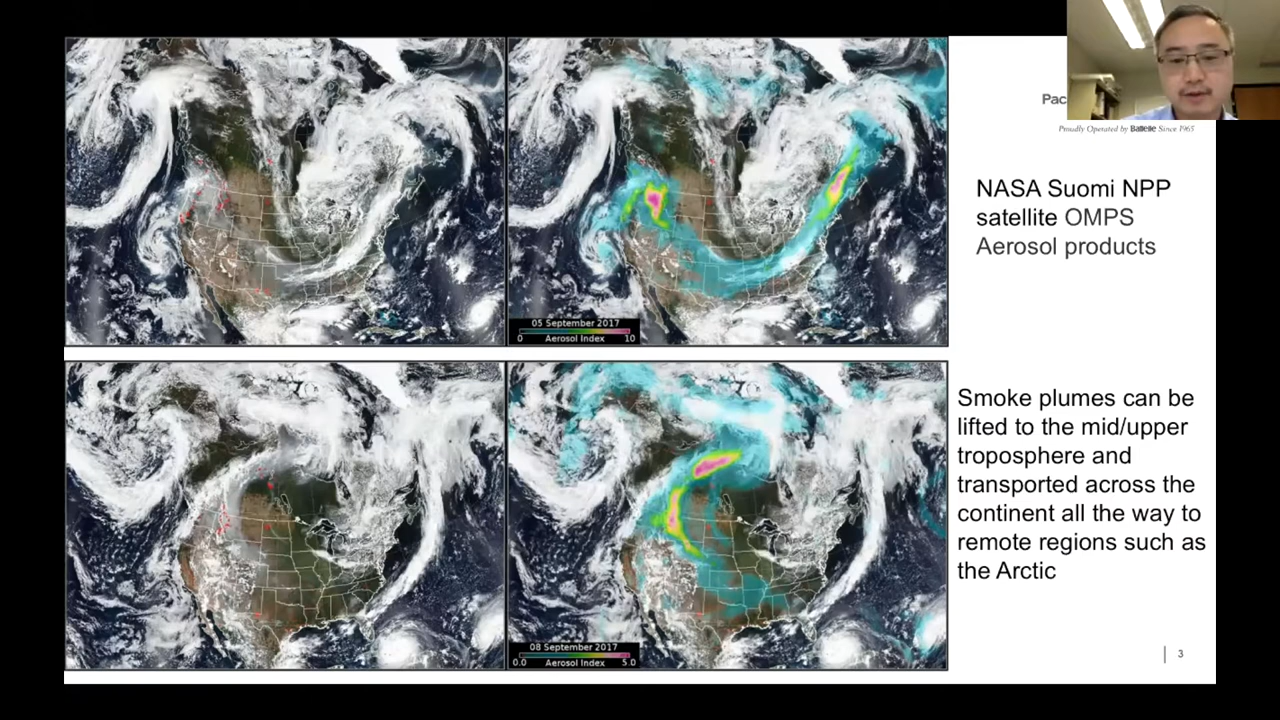 Pac
Proudly Operated by Battelle Since 1965
NASA Suomi NPP
satellite OMPS
Aerosol products
05 September 2017
0 10
Aerosol Index
Smoke plumes can be
lifted to the mid/upper
troposphere and
transported across the
continent all the way to
remote regions such as
the Arctic
08 September 2017
0.0 5.0
Aerosol Index
3